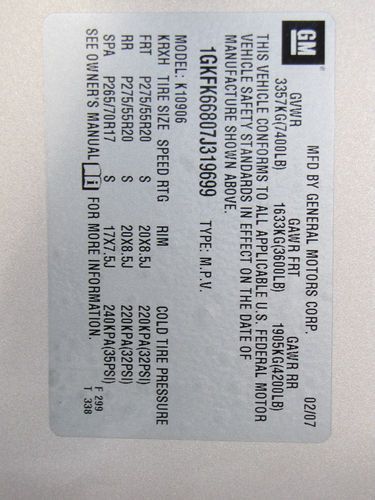 GM
MFD BY GENERAL MOTORS CORP. 02/07
GVWR GAWR FRT GAWR RR
3357KG(7400LB) 1633KG(3600LB) 1905KG(4200LB)
THIS VEHICLE CONFORMS TO ALL APPLICABLE U.S. FEDERAL MOTOR
VEHICLE SAFETY STANDARDS IN EFFECT ON THE DATE OF
MANUFACTURE SHOWN ABOVE.
1GKFK66807J319699 TYPE: M.P.V.
MODEL: K10906
KRXH TIRE SIZE SPEED RTG RIM COLD TIRE PRESSURE
FRT P275/55R20 S 20X8.5J 220KPA(32PSI)
RR P275/55R20 S 20X8.5J 220KPA(32PSI)
SPA P265/70R17 S 17X7.5J 240KPA(35PSI)
SEE OWNER'S MANUAL FOR MORE INFORMATION. F 299
T 338